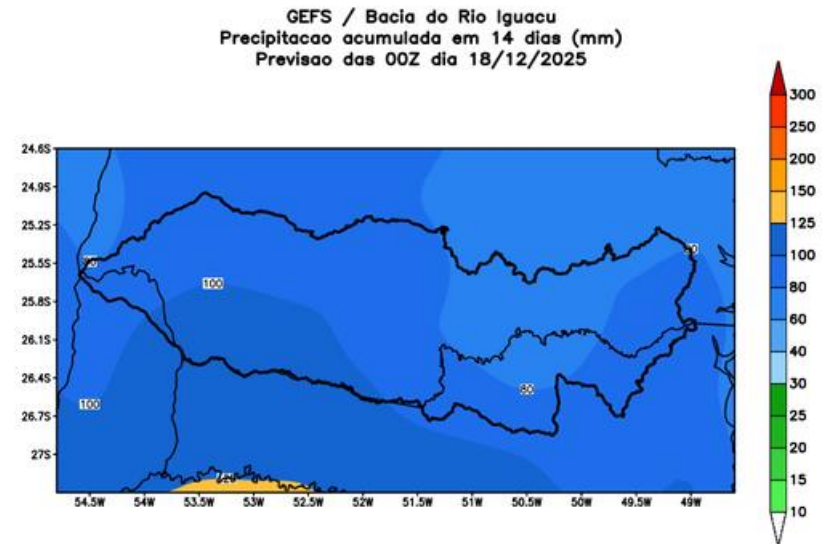 GEFS / Bacia do Rio Iguacu
Precipitacao acumulada em 14 dias (mm)
Previsao das 00Z dia 18/12/2025
300
250
200
150
125
100
80
60
40
30
25
20
15
10
24.6S
24.9S
25.2S
25.5S
25.8S
26.1S
26.4S
26.7S
27S
100
100
80
54.5W
54W
53.5W
53W
52.5W
52W
51.5W
51W
50.5W
50W
49.5W
49W